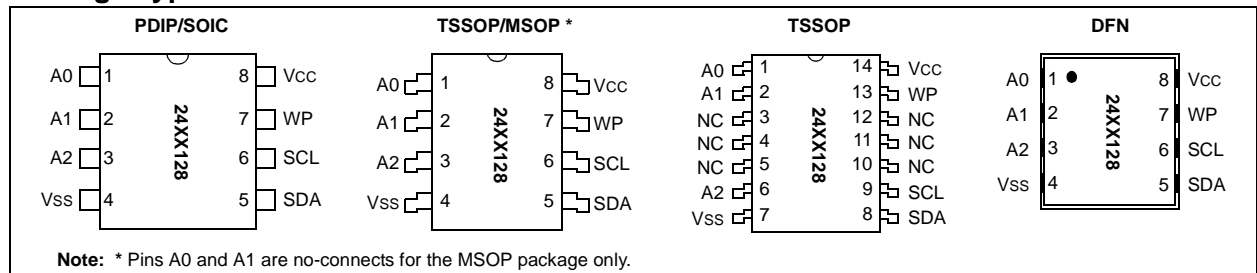 PDIP/SOIC
A0 1 8 VCC
A1 2 7 WP
A2 3 6 SCL
VSS 4 5 SDA
24XX128
TSSOP/MSOP *
A0 1 8 VCC
A1 2 7 WP
A2 3 6 SCL
VSS 4 5 SDA
24XX128
TSSOP
A0 1 14 VCC
A1 2 13 WP
NC 3 12 NC
NC 4 11 NC
NC 5 10 NC
A2 6 9 SCL
VSS 7 8 SDA
24XX128
DFN
A0 1 8 VCC
A1 2 7 WP
A2 3 6 SCL
VSS 4 5 SDA
24XX128
Note: * Pins A0 and A1 are no-connects for the MSOP package only.